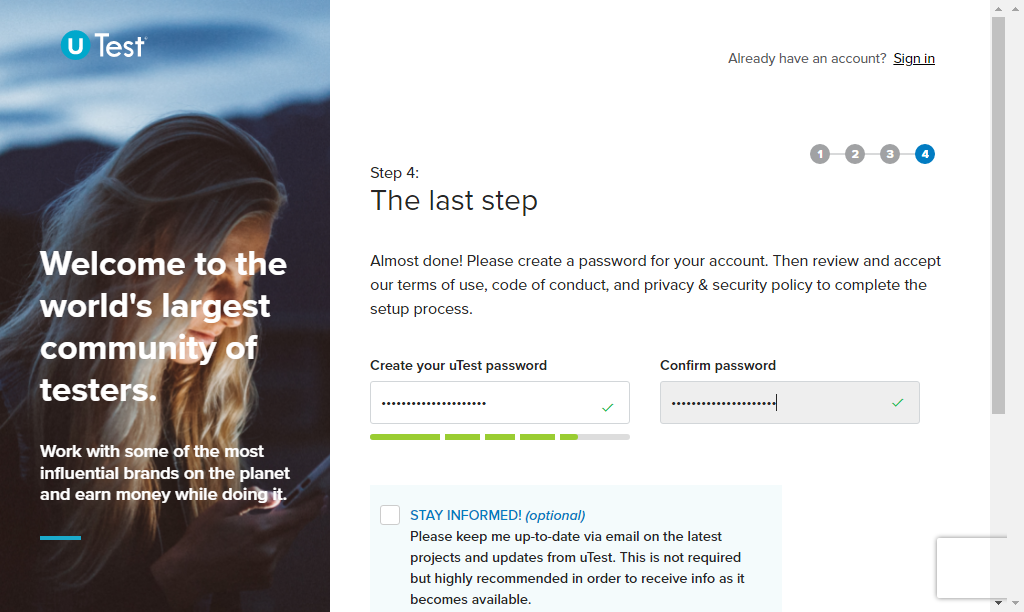 uTest
Already have an account? Sign in
1 2 3 4
Step 4:
The last step
Almost done! Please create a password for your account. Then review and accept
our terms of use, code of conduct, and privacy & security policy to complete the
setup process.
Create your uTest password
Confirm password
•••••••••••••••••••••
•••••••••••••••••••••
STAY INFORMED! (optional)
Please keep me up-to-date via email on the latest
projects and updates from uTest. This is not required
but highly recommended in order to receive info as it
becomes available.
Welcome to the
world's largest
community of
testers.
Work with some of the most
influential brands on the planet
and earn money while doing it.